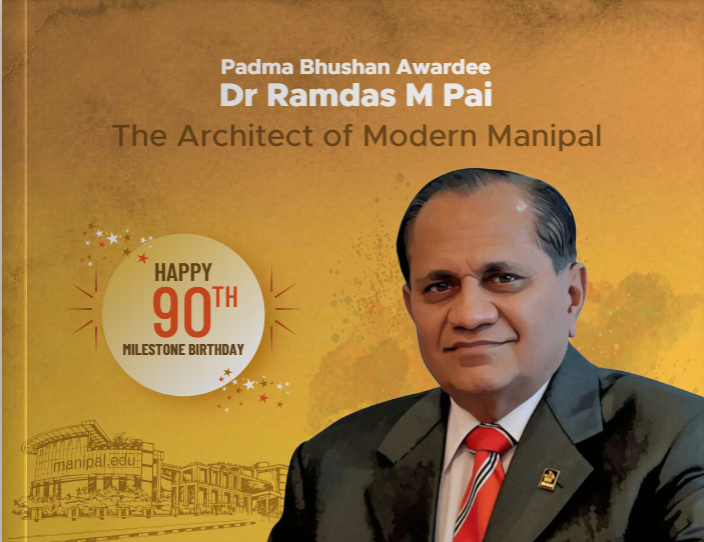 Padma Bhushan Awardee
Dr Ramdas M Pai
The Architect of Modern Manipal
HAPPY
90TH
MILESTONE BIRTHDAY
manipal.edu